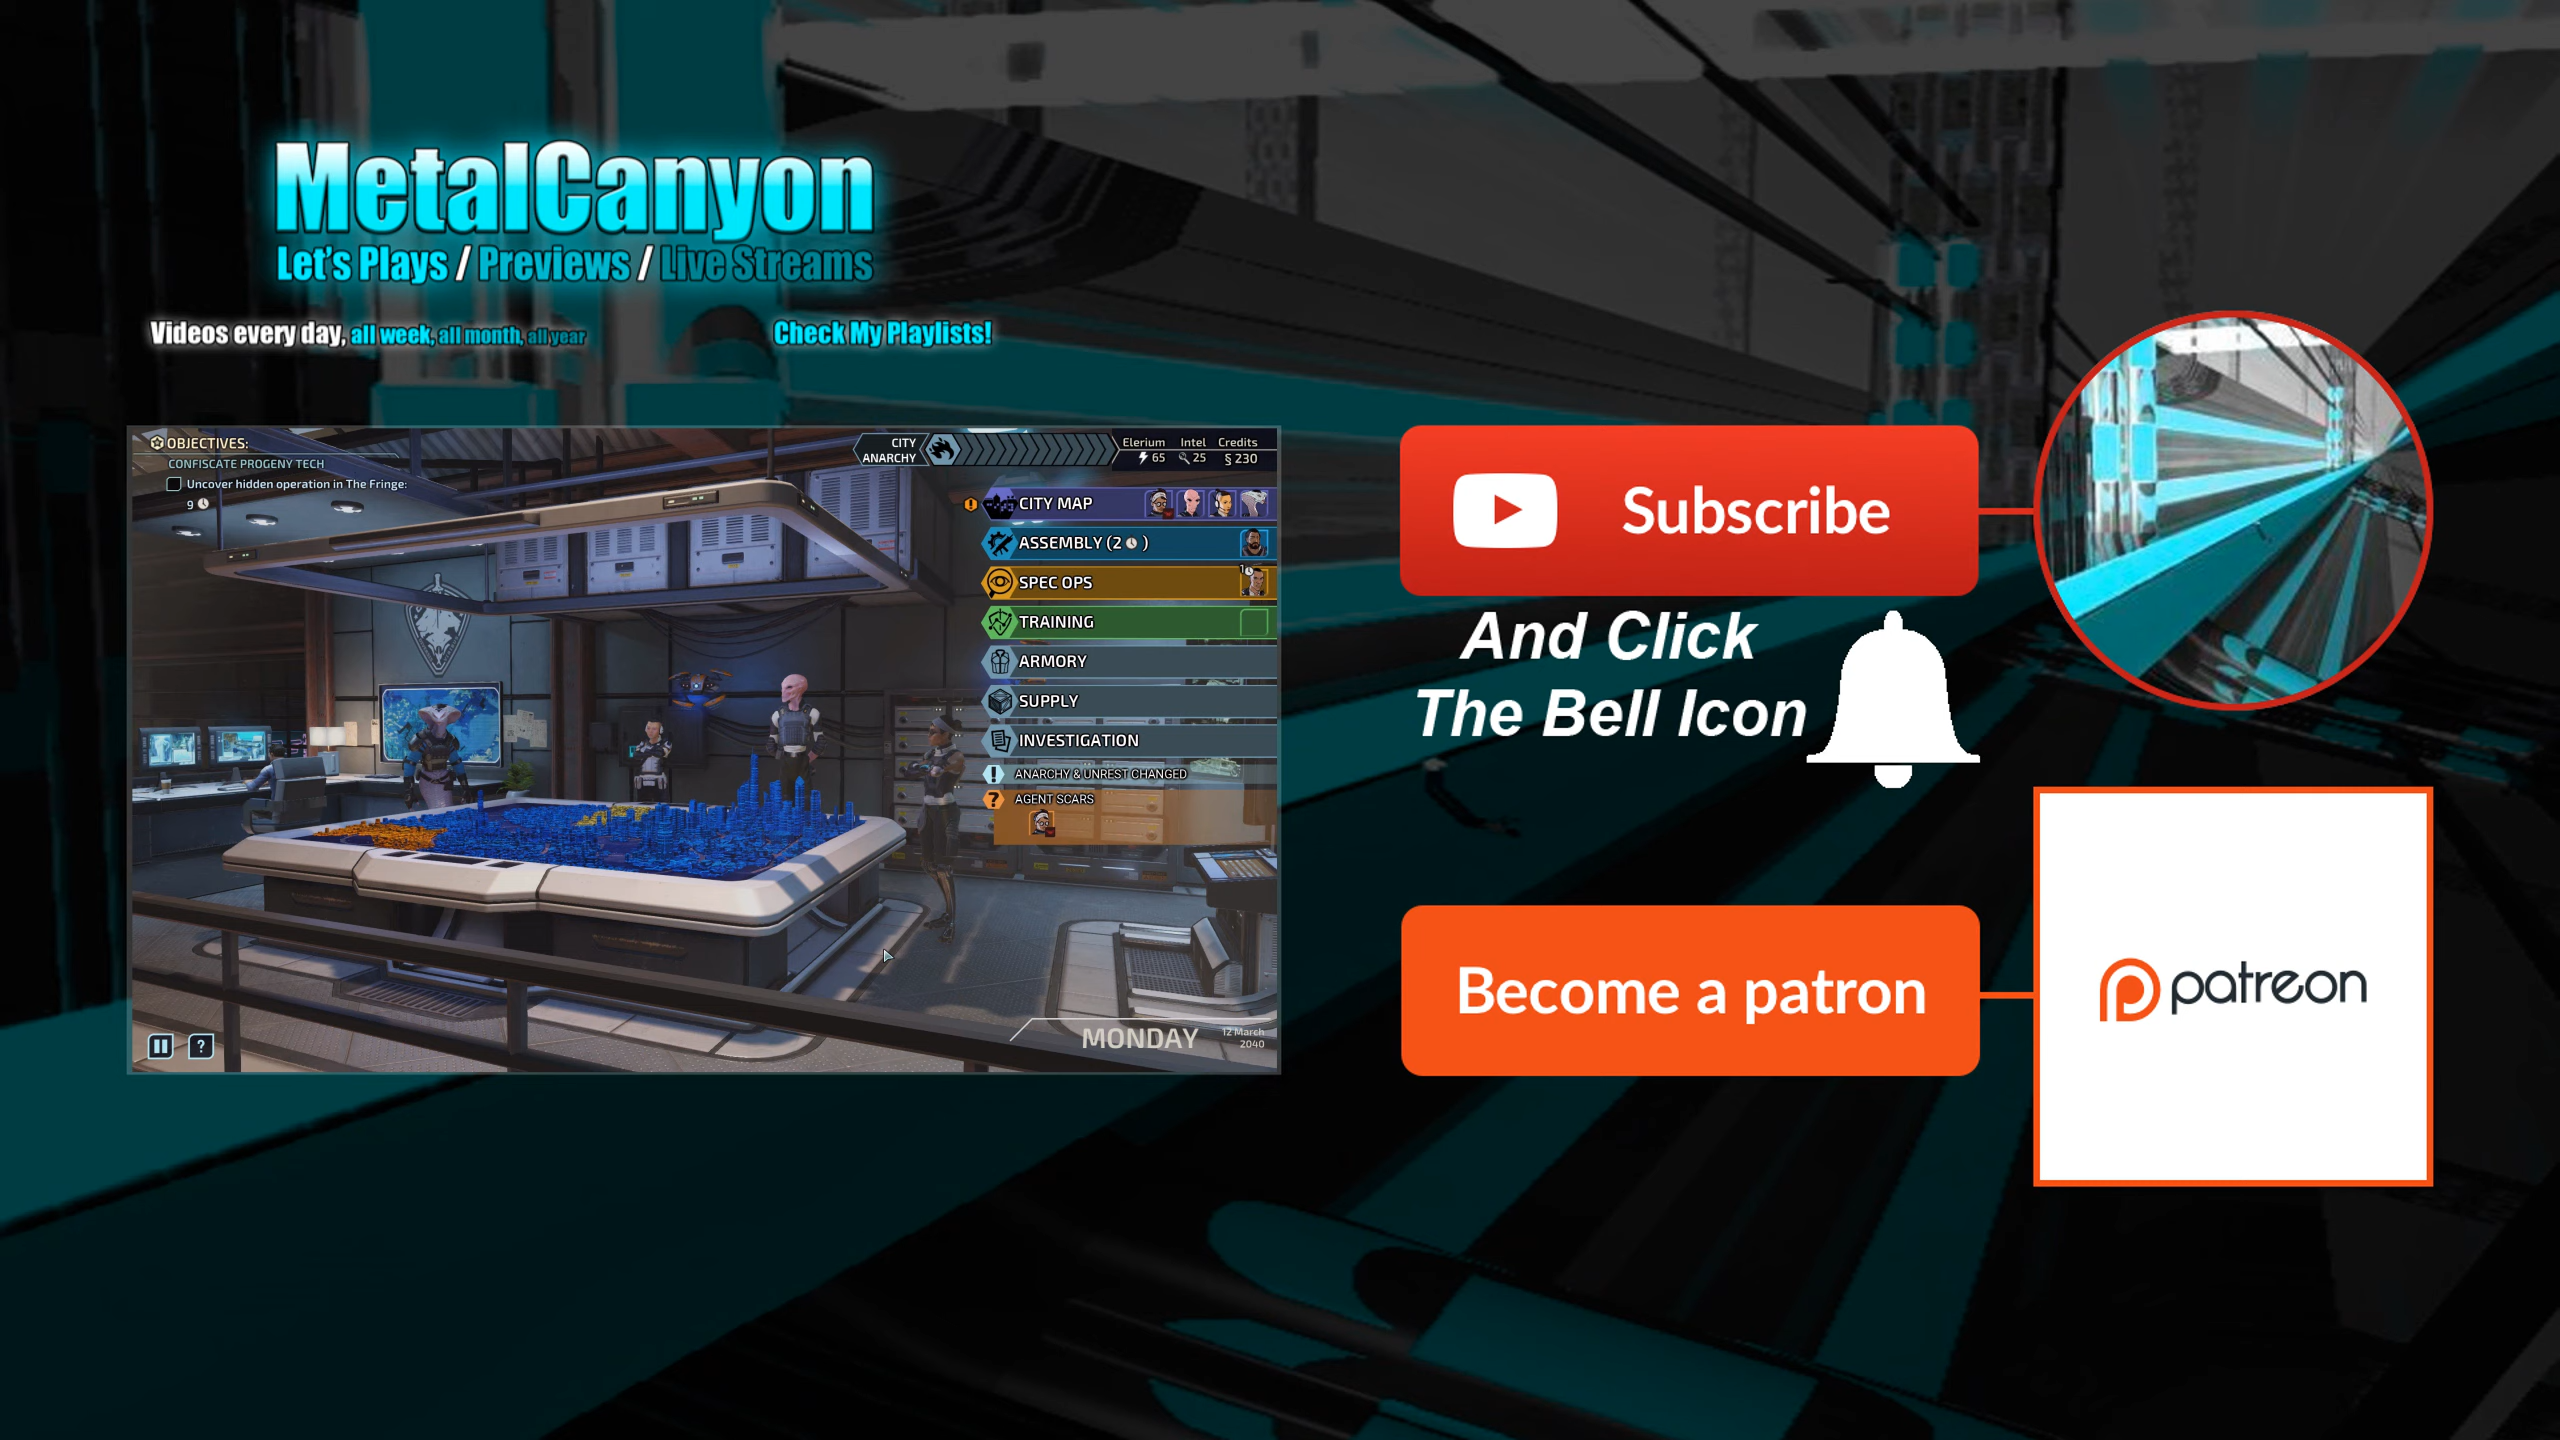 MetalCanyon
Let's Plays / Previews / Live Streams
Videos every day, all week, all month, all year
Check My Playlists!
OBJECTIVES:
CONFISCATE PROGENY TECH
Uncover hidden operation in The Fringe:
9
CITY
ANARCHY
Elerium Intel Credits
65 25 § 230
CITY MAP
ASSEMBLY (2 )
1
SPEC OPS
TRAINING
ARMORY
SUPPLY
INVESTIGATION
! ANARCHY & UNREST CHANGED
? AGENT SCARS
?
MONDAY
12 March
2040
Subscribe
And Click
The Bell Icon
Become a patron
patreon